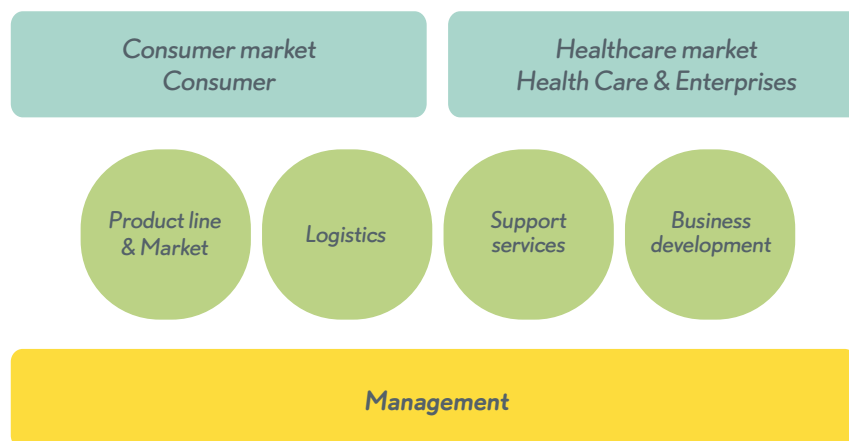 Consumer market
Consumer
Healthcare market
Health Care & Enterprises
Product line
& Market
Logistics
Support
services
Business
development
Management